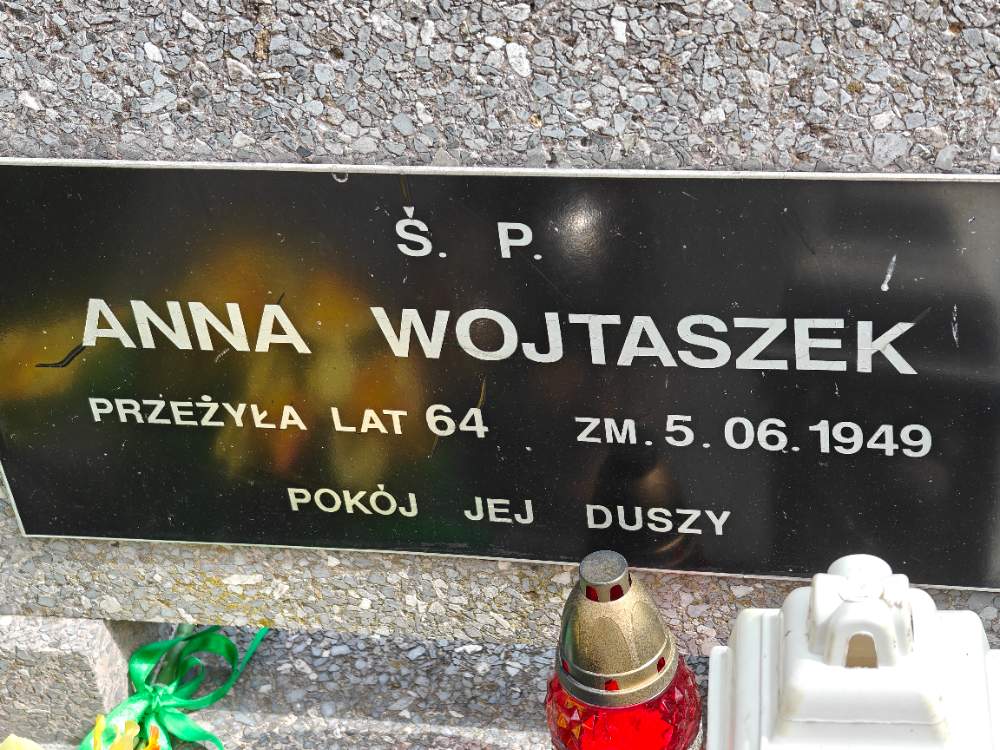 Ś. P.
ANNA WOJTASZEK
PRZEŻYŁA LAT 64 ZM. 5. 06. 1949
POKÓJ JEJ DUSZY